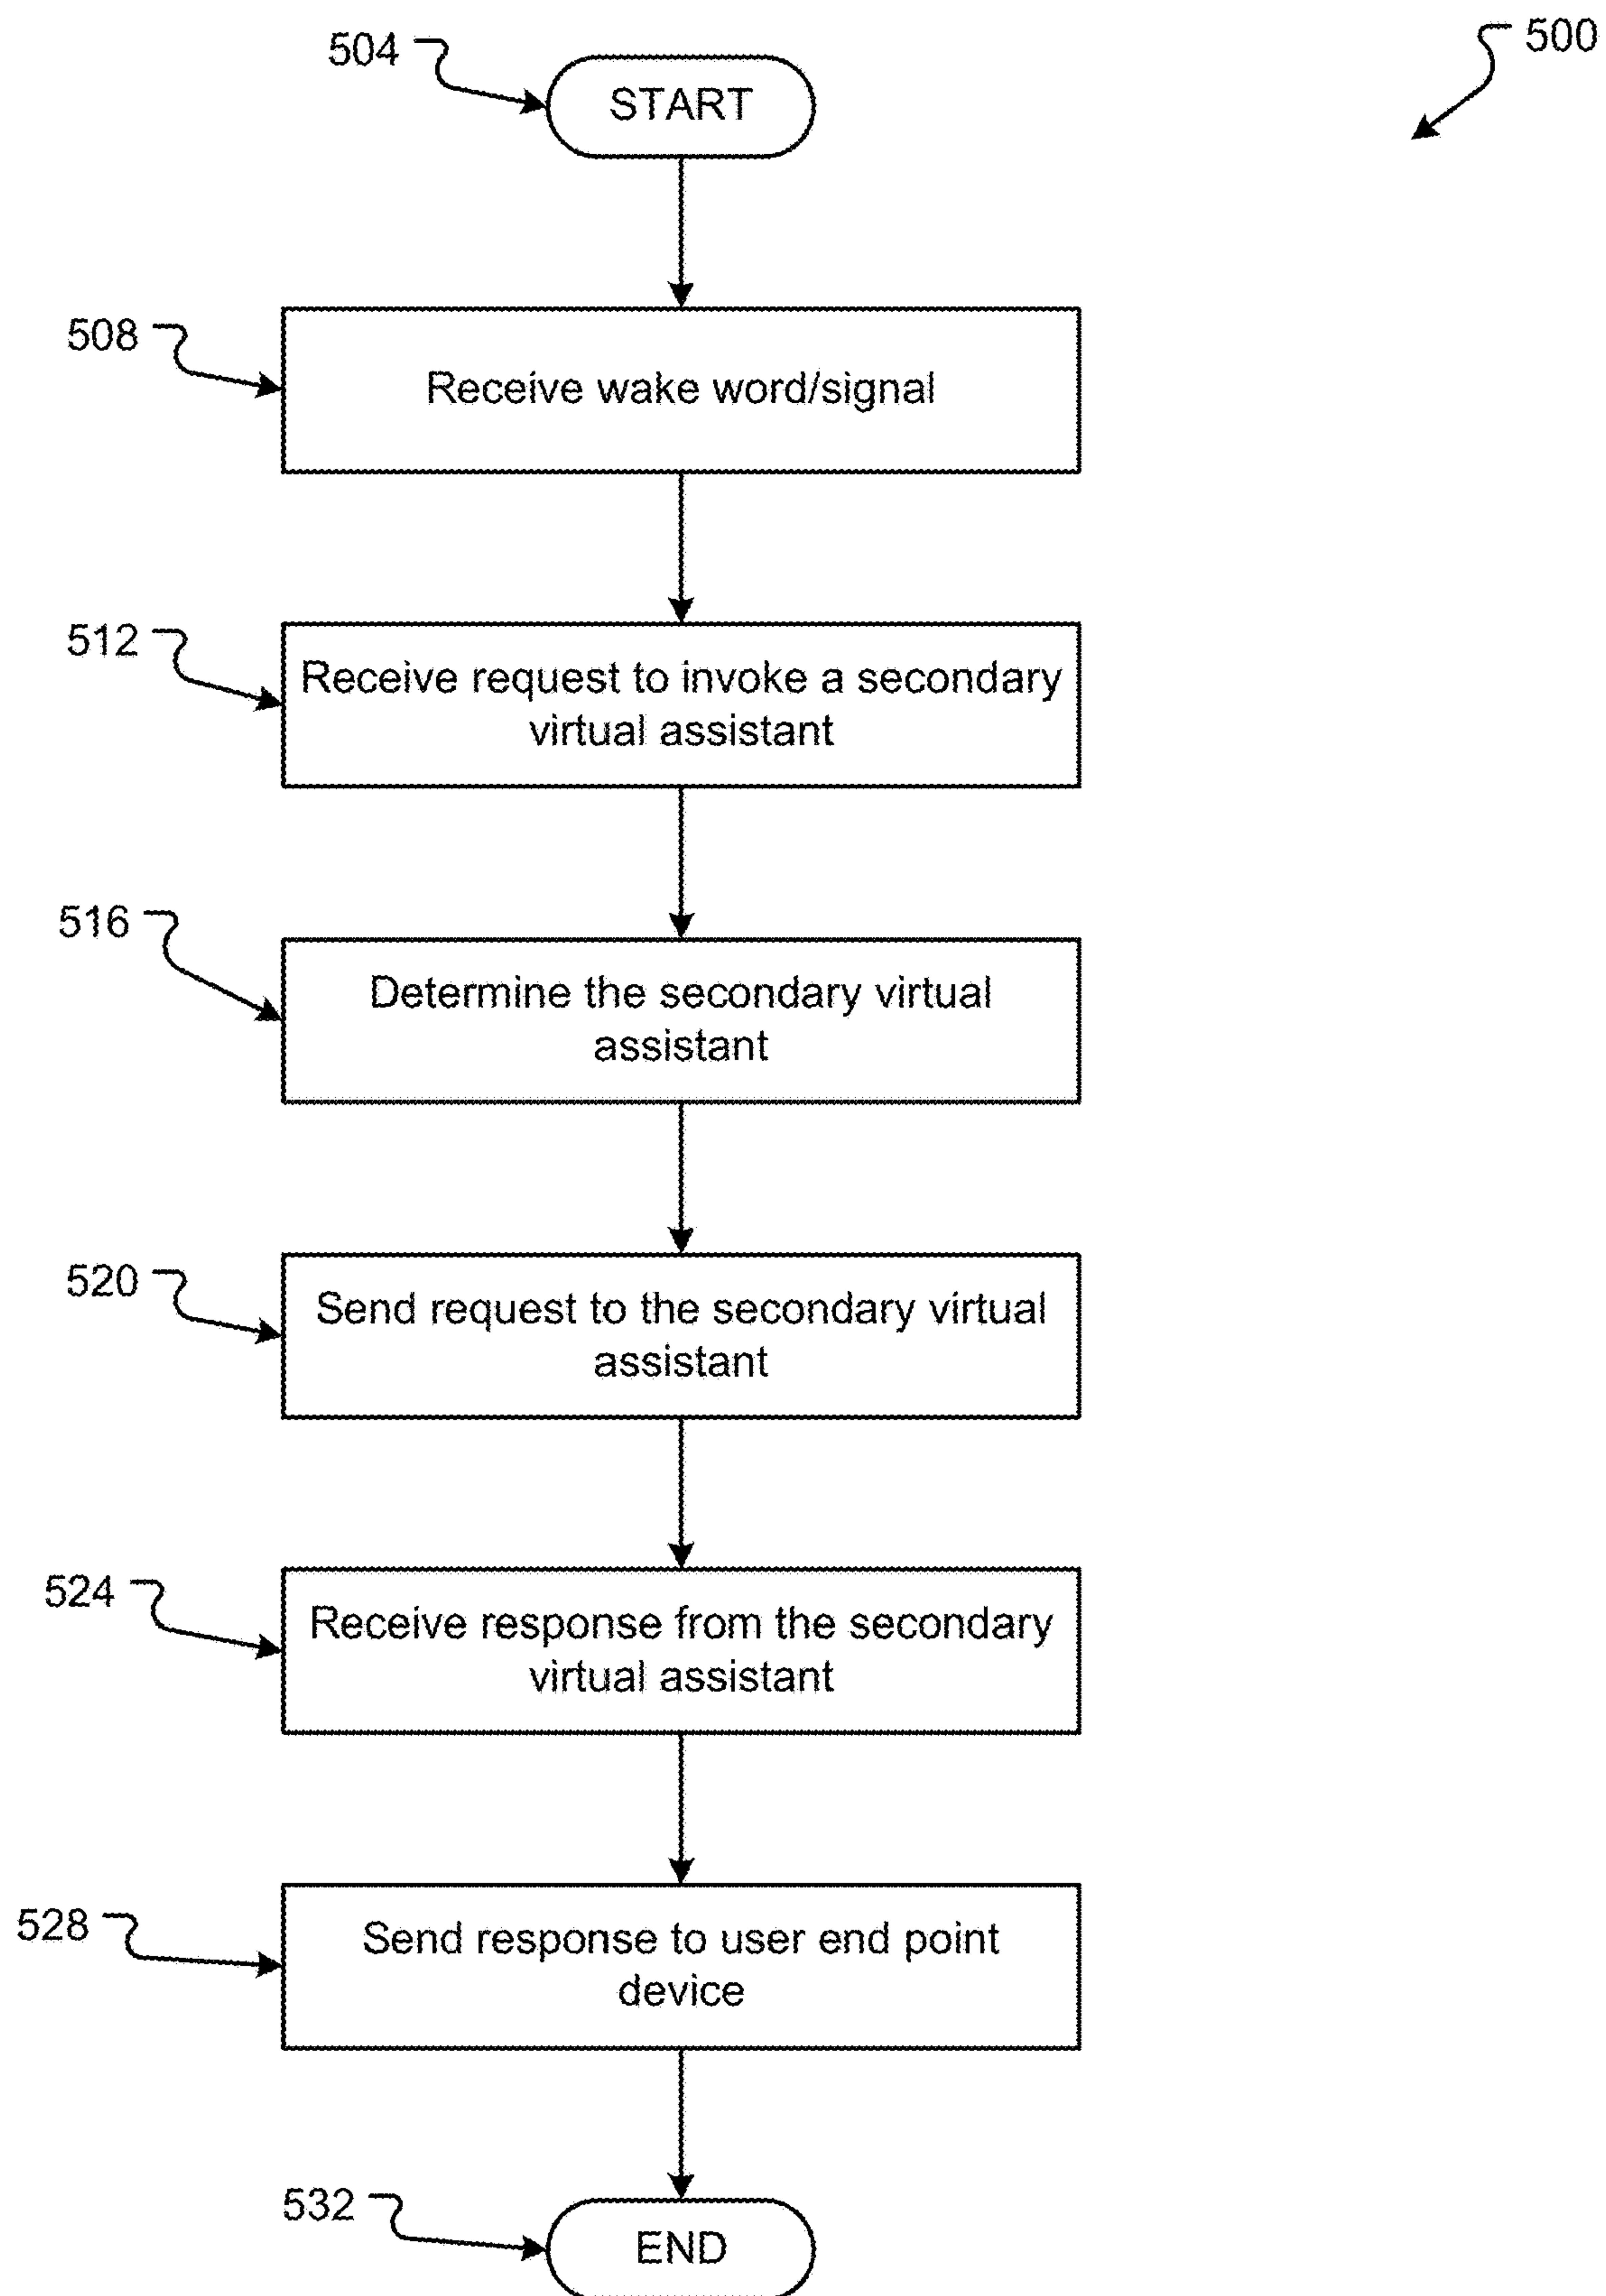 500
504
START
508
Receive wake word/signal
512
Receive request to invoke a secondary
virtual assistant
516
Determine the secondary virtual
assistant
520
Send request to the secondary virtual
assistant
524
Receive response from the secondary
virtual assistant
528
Send response to user end point
device
532
END